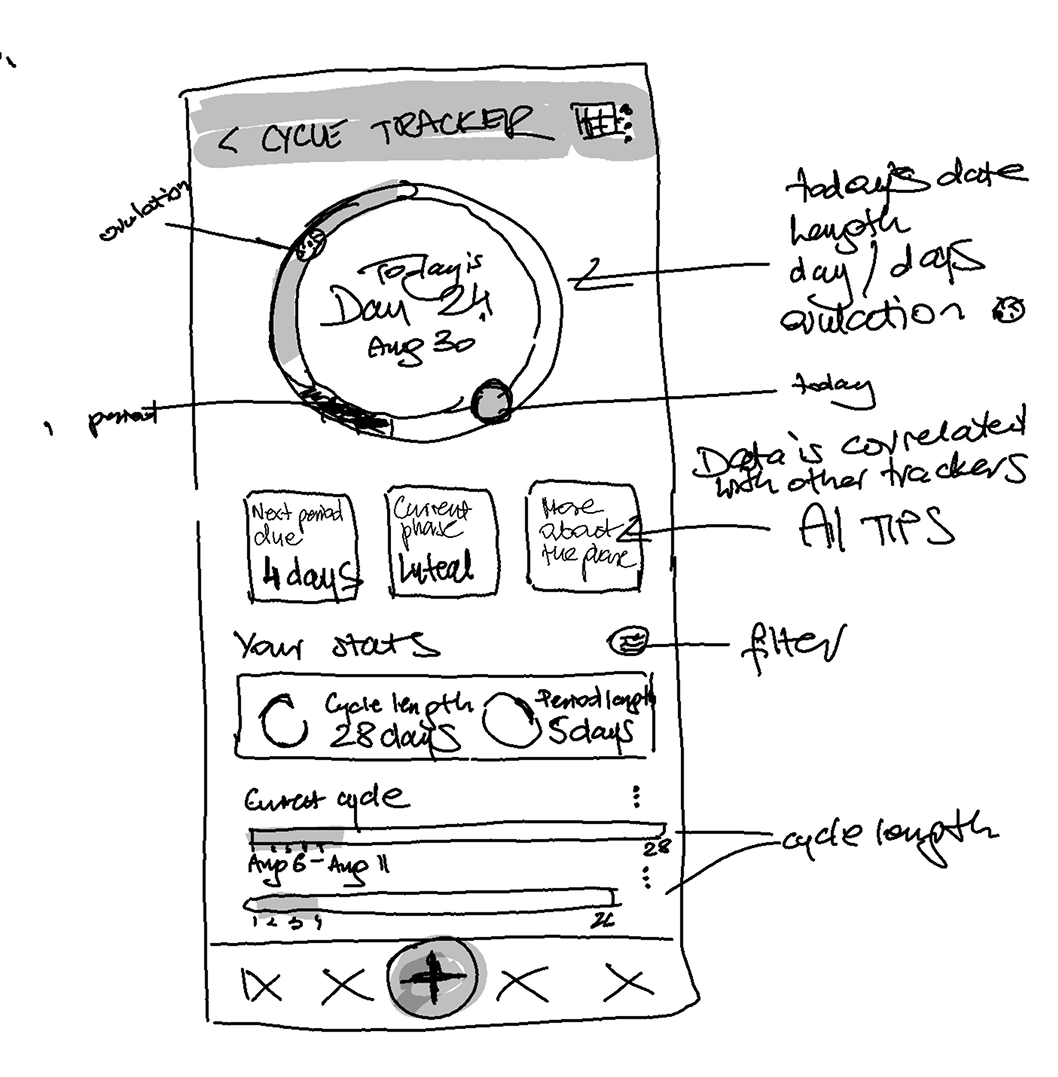 < CYCLE TRACKER
ovulation
Today is
Day 24,
Aug 30
today's date
length
day / days
ovulation
today
period
Data is correlated
with other trackers
AI TIPS
Next period
due
4 days
Current
phase
Luteal
More
about
the phase
Your stats
filter
Cycle length
28 days
Period length
5 days
Current cycle
28
Aug 6 - Aug 11
cycle length
1 2 3 4